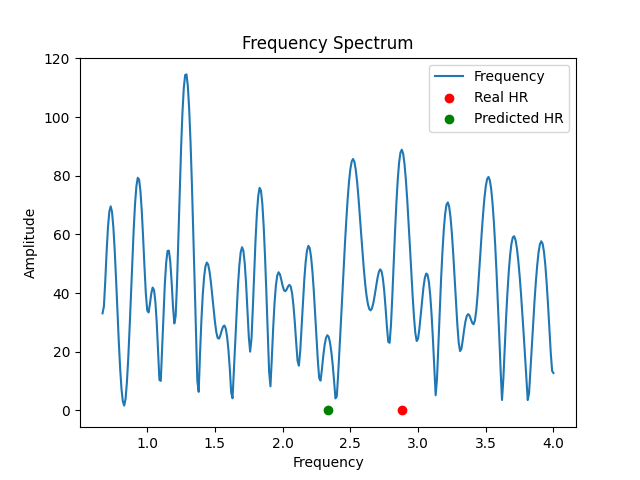 Frequency Spectrum
120
100
80
60
40
20
0
Amplitude
1.0 1.5 2.0 2.5 3.0 3.5 4.0
Frequency
Frequency
Real HR
Predicted HR